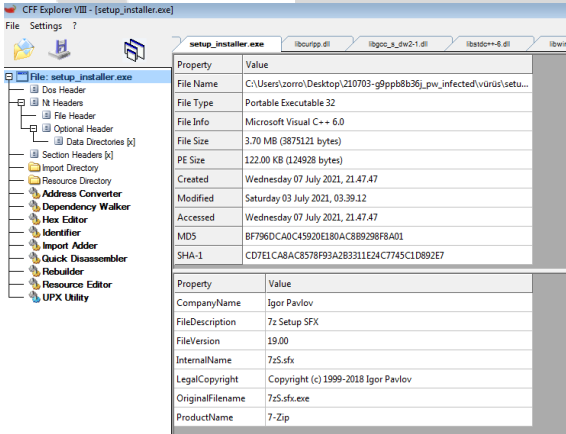 CFF Explorer VIII - [setup_installer.exe]
File Settings ?
setup_installer.exe libcurlpp.dll libgcc_s_dw2-1.dll libstdc++-6.dll libwin
File: setup_installer.exe
Dos Header
Nt Headers
File Header
Optional Header
Data Directories [x]
Section Headers [x]
Import Directory
Resource Directory
Address Converter
Dependency Walker
Hex Editor
Identifier
Import Adder
Quick Disassembler
Rebuilder
Resource Editor
UPX Utility
Property Value
File Name C:\Users\zorro\Desktop\210703-g9ppb8b36j_pw_infected\vürüs\setu...
File Type Portable Executable 32
File Info Microsoft Visual C++ 6.0
File Size 3.70 MB (3875121 bytes)
PE Size 122.00 KB (124928 bytes)
Created Wednesday 07 July 2021, 21.47.47
Modified Saturday 03 July 2021, 03.39.12
Accessed Wednesday 07 July 2021, 21.47.47
MD5 BF796DCA0C45920E180AC8B9298F8A01
SHA-1 CD7E1CA8AC8578F93A2B3311E24C7745C1D892E7
Property Value
CompanyName Igor Pavlov
FileDescription 7z Setup SFX
FileVersion 19.00
InternalName 7zS.sfx
LegalCopyright Copyright (c) 1999-2018 Igor Pavlov
OriginalFilename 7zS.sfx.exe
ProductName 7-Zip